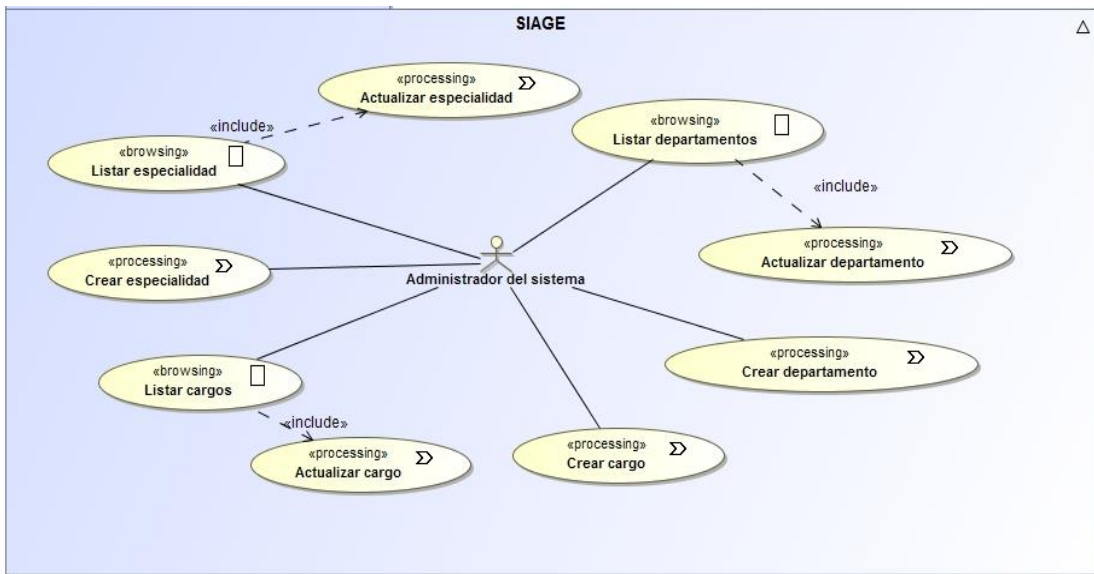 SIAGE
«processing»
Actualizar especialidad
«include»
«browsing»
Listar especialidad
«browsing»
Listar departamentos
«include»
«processing»
Actualizar departamento
«processing»
Crear especialidad
Administrador del sistema
«processing»
Crear departamento
«browsing»
Listar cargos
«include»
«processing»
Actualizar cargo
«processing»
Crear cargo